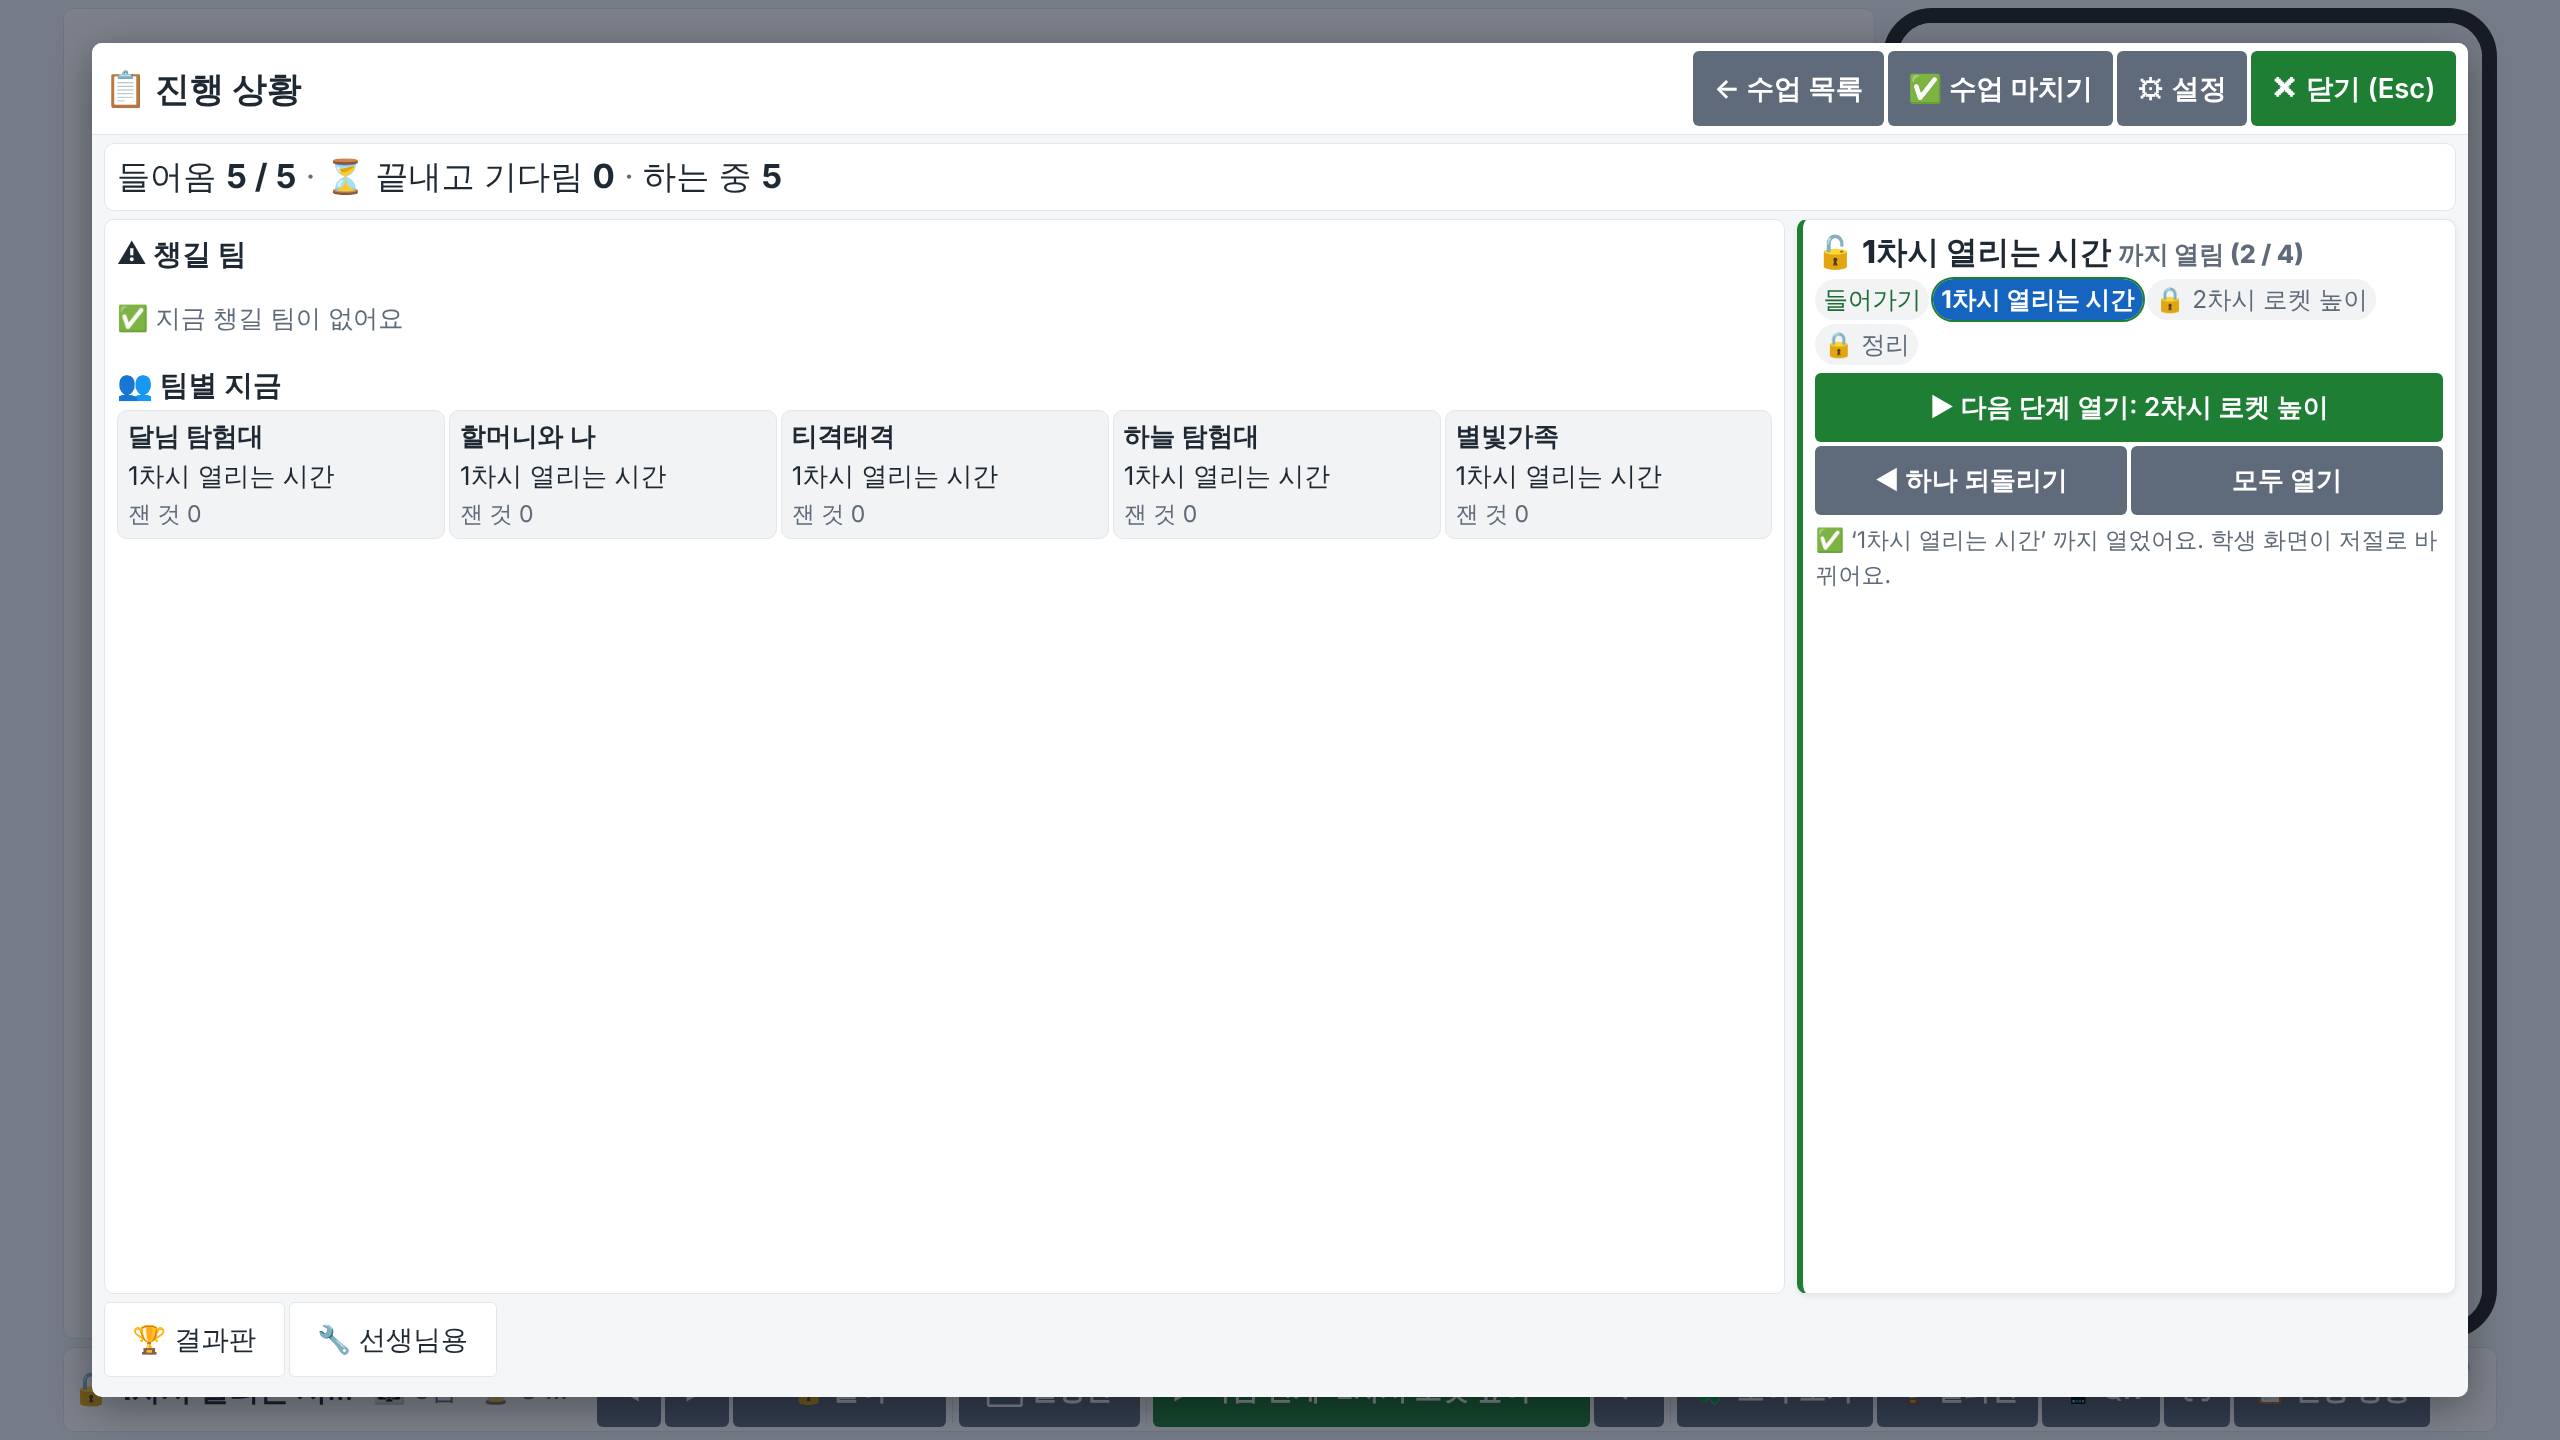 📋 진행 상황
← 수업 목록
✅ 수업 마치기
⚙ 설정
✖ 닫기 (Esc)
들어옴 5 / 5 · ⏳ 끝내고 기다림 0 · 하는 중 5
⚠ 챙길 팀
✅ 지금 챙길 팀이 없어요
👥 팀별 지금
달님 탐험대
1차시 열리는 시간
잰 것 0
할머니와 나
1차시 열리는 시간
잰 것 0
티격태격
1차시 열리는 시간
잰 것 0
하늘 탐험대
1차시 열리는 시간
잰 것 0
별빛가족
1차시 열리는 시간
잰 것 0
🔓 1차시 열리는 시간 까지 열림 (2 / 4)
들어가기 1차시 열리는 시간 🔒 2차시 로켓 높이
🔒 정리
▶ 다음 단계 열기: 2차시 로켓 높이
◀ 하나 되돌리기
모두 열기
✅ ‘1차시 열리는 시간’ 까지 열었어요. 학생 화면이 저절로 바
뀌어요.
🏆 결과판
🔧 선생님용